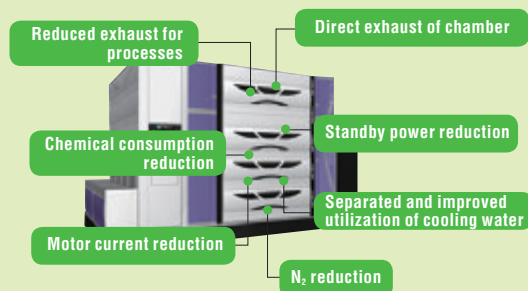 Reduced exhaust for
processes
Direct exhaust of chamber
Chemical consumption
reduction
Standby power reduction
Motor current reduction
Separated and improved
utilization of cooling water
N₂ reduction